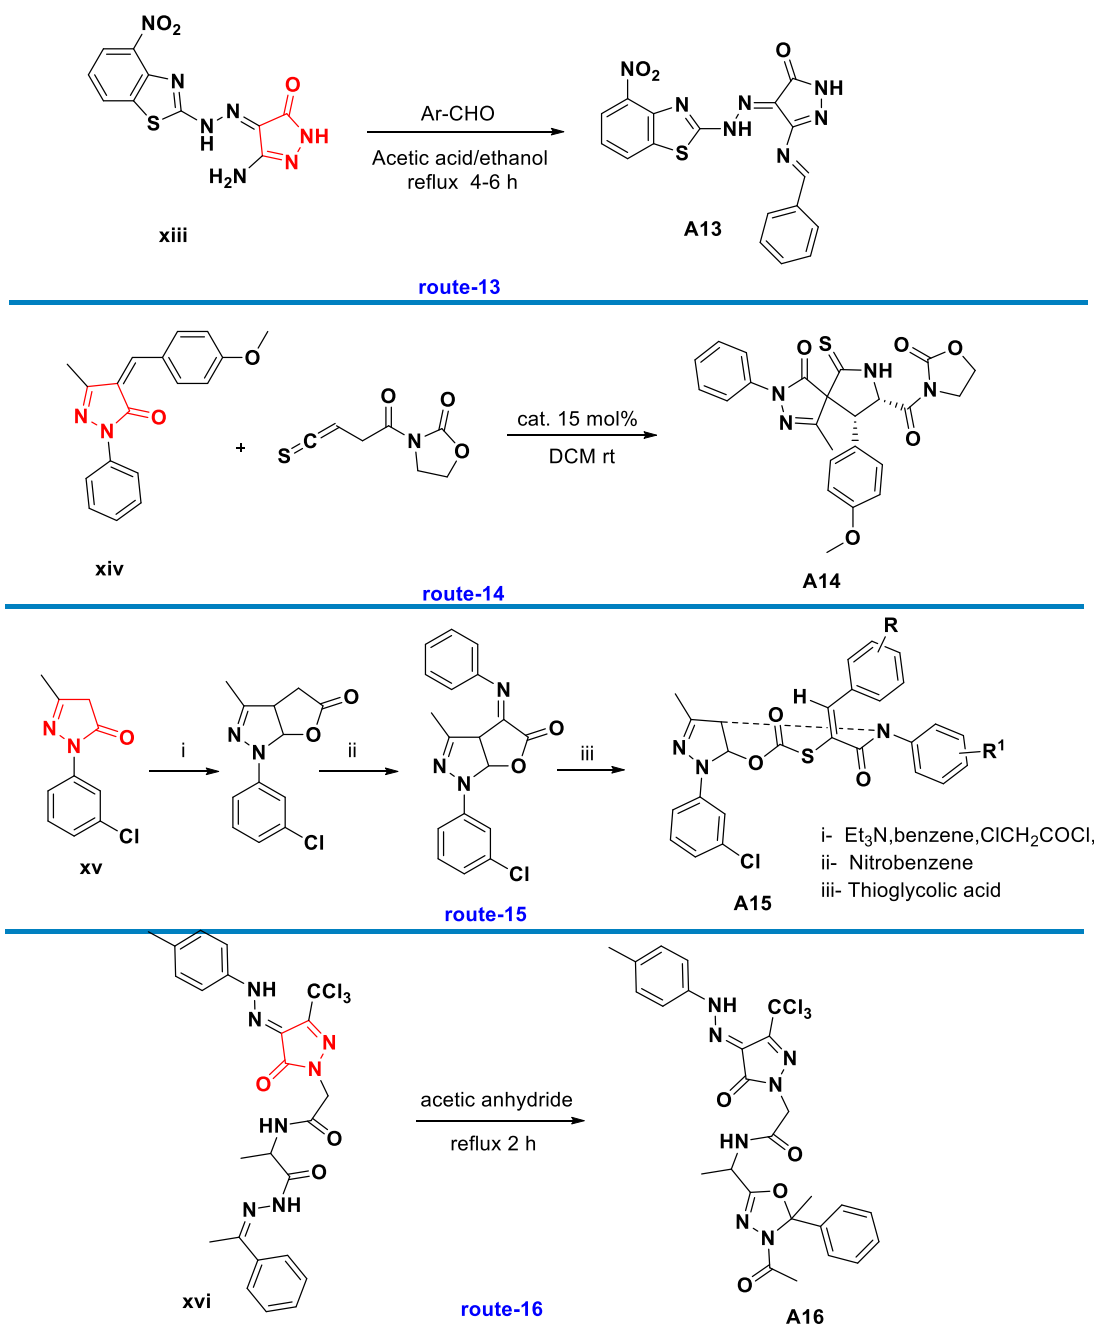 NO₂
N
S
N
H
N
O
NH
N
H₂N
xiii
Ar-CHO
Acetic acid/ethanol
reflux 4-6 h
NO₂
N
S
NH
N
O
NH
N
N
A13
route-13
O
N
N
O
xiv
+
S
C
O
N
O
O
cat. 15 mol%
DCM rt
O
S
NH
N
N
O
O
N
O
O
A14
route-14
N
N
O
Cl
xv
i
N
N
O
O
Cl
ii
N
N
N
O
O
Cl
iii
R
H
O
N
N
N
O
S
O
R¹
Cl
A15
i- Et₃N,benzene,ClCH₂COCl,
ii- Nitrobenzene
iii- Thioglycolic acid
route-15
NH
N
CCl₃
N
N
O
HN
O
O
N
NH
xvi
acetic anhydride
reflux 2 h
NH
N
CCl₃
N
N
O
HN
O
O
N
N
O
A16
route-16